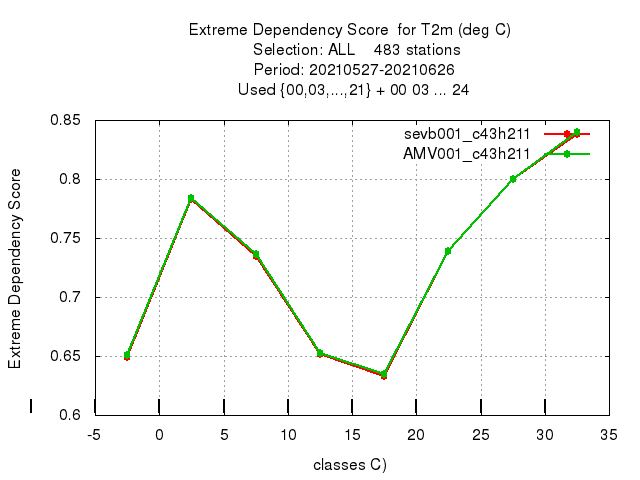 Extreme Dependency Score  for T2m (deg C)
Selection: ALL    483 stations
Period: 20210527-20210626
Used {00,03,...,21} + 00 03 ... 24
sevb001_c43h211
AMV001_c43h211
Extreme Dependency Score
0.85
0.8
0.75
0.7
0.65
0.6
-5 0 5 10 15 20 25 30 35
classes C)